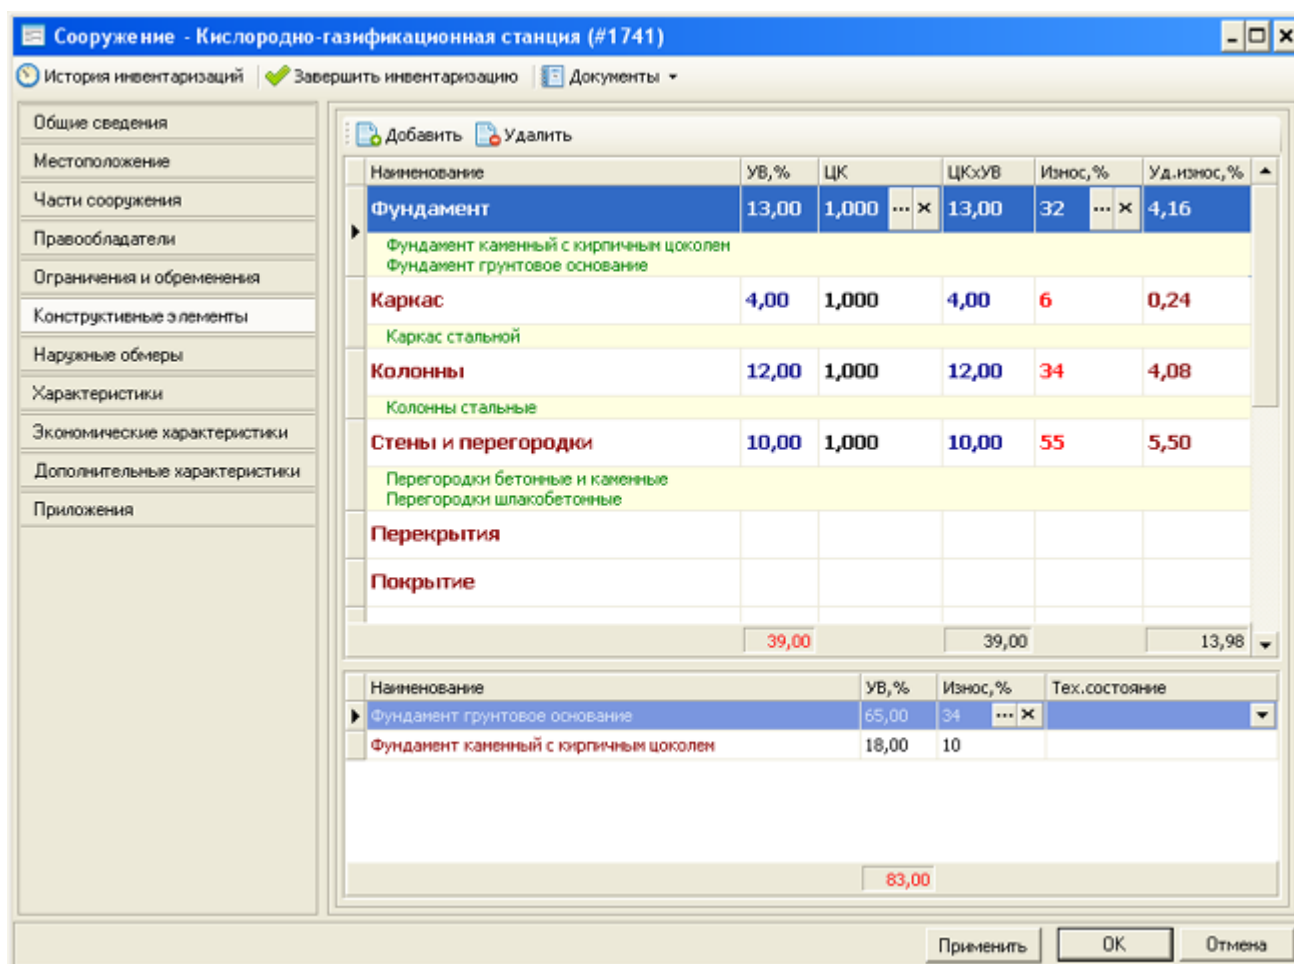 Сооружение - Кислородно-газификационная станция (#1741)
История инвентаризаций Завершить инвентаризацию Документы
Общие сведения
Местоположение
Части сооружения
Правообладатели
Ограничения и обременения
Конструктивные элементы
Наружные обмеры
Характеристики
Экономические характеристики
Дополнительные характеристики
Приложения
Добавить Удалить
Наименование УВ,% ЦК ЦКхУВ Износ,% Уд.износ,%
Фундамент 13,00 1,000 ... × 13,00 32 ... × 4,16
Фундамент каменный с кирпичным цоколем
Фундамент грунтовое основание
Каркас 4,00 1,000 4,00 6 0,24
Каркас стальной
Колонны 12,00 1,000 12,00 34 4,08
Колонны стальные
Стены и перегородки 10,00 1,000 10,00 55 5,50
Перегородки бетонные и каменные
Перегородки шлакобетонные
Перекрытия
Покрытие
39,00 39,00 13,98
Наименование УВ,% Износ,% Тех.состояние
Фундамент грунтовое основание 65,00 34 ... ×
Фундамент каменный с кирпичным цоколем 18,00 10
83,00
Применить OK Отмена